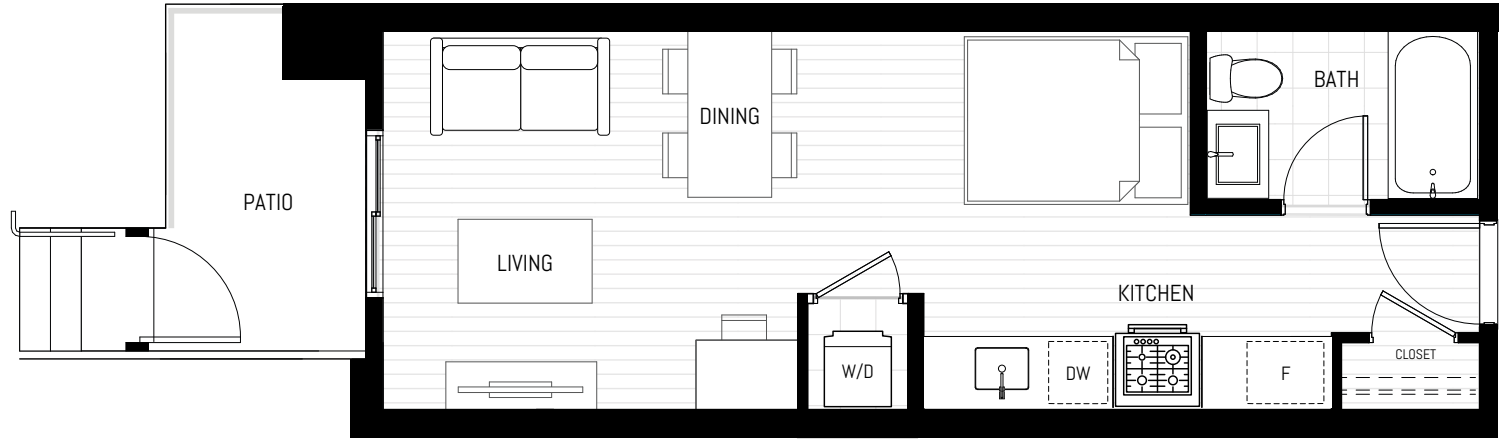 BATH
DINING
PATIO
LIVING
KITCHEN
CLOSET
W/D
DW
F